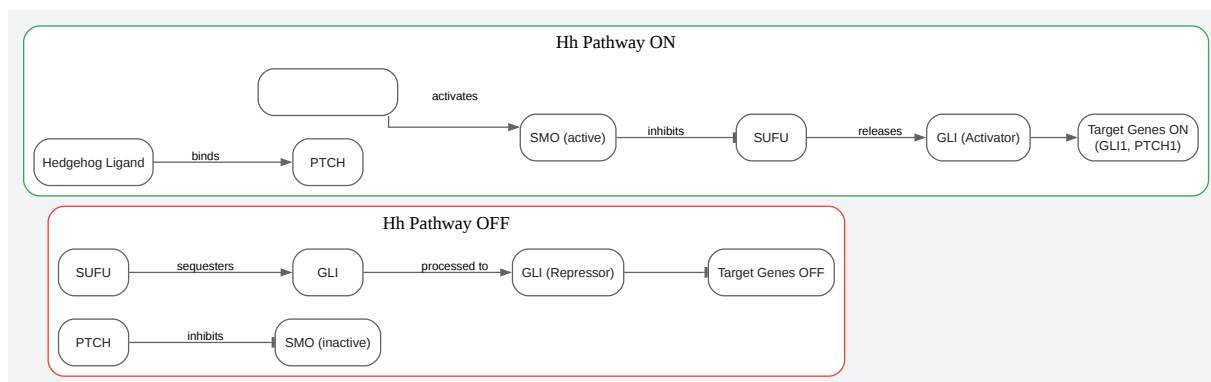 Hh Pathway ON
activates
SMO (active)
inhibits
SUFU
releases
GLI (Activator)
Target Genes ON
(GLI1, PTCH1)
Hedgehog Ligand
binds
PTCH
Hh Pathway OFF
SUFU
sequesters
GLI
processed to
GLI (Repressor)
Target Genes OFF
PTCH
inhibits
SMO (inactive)